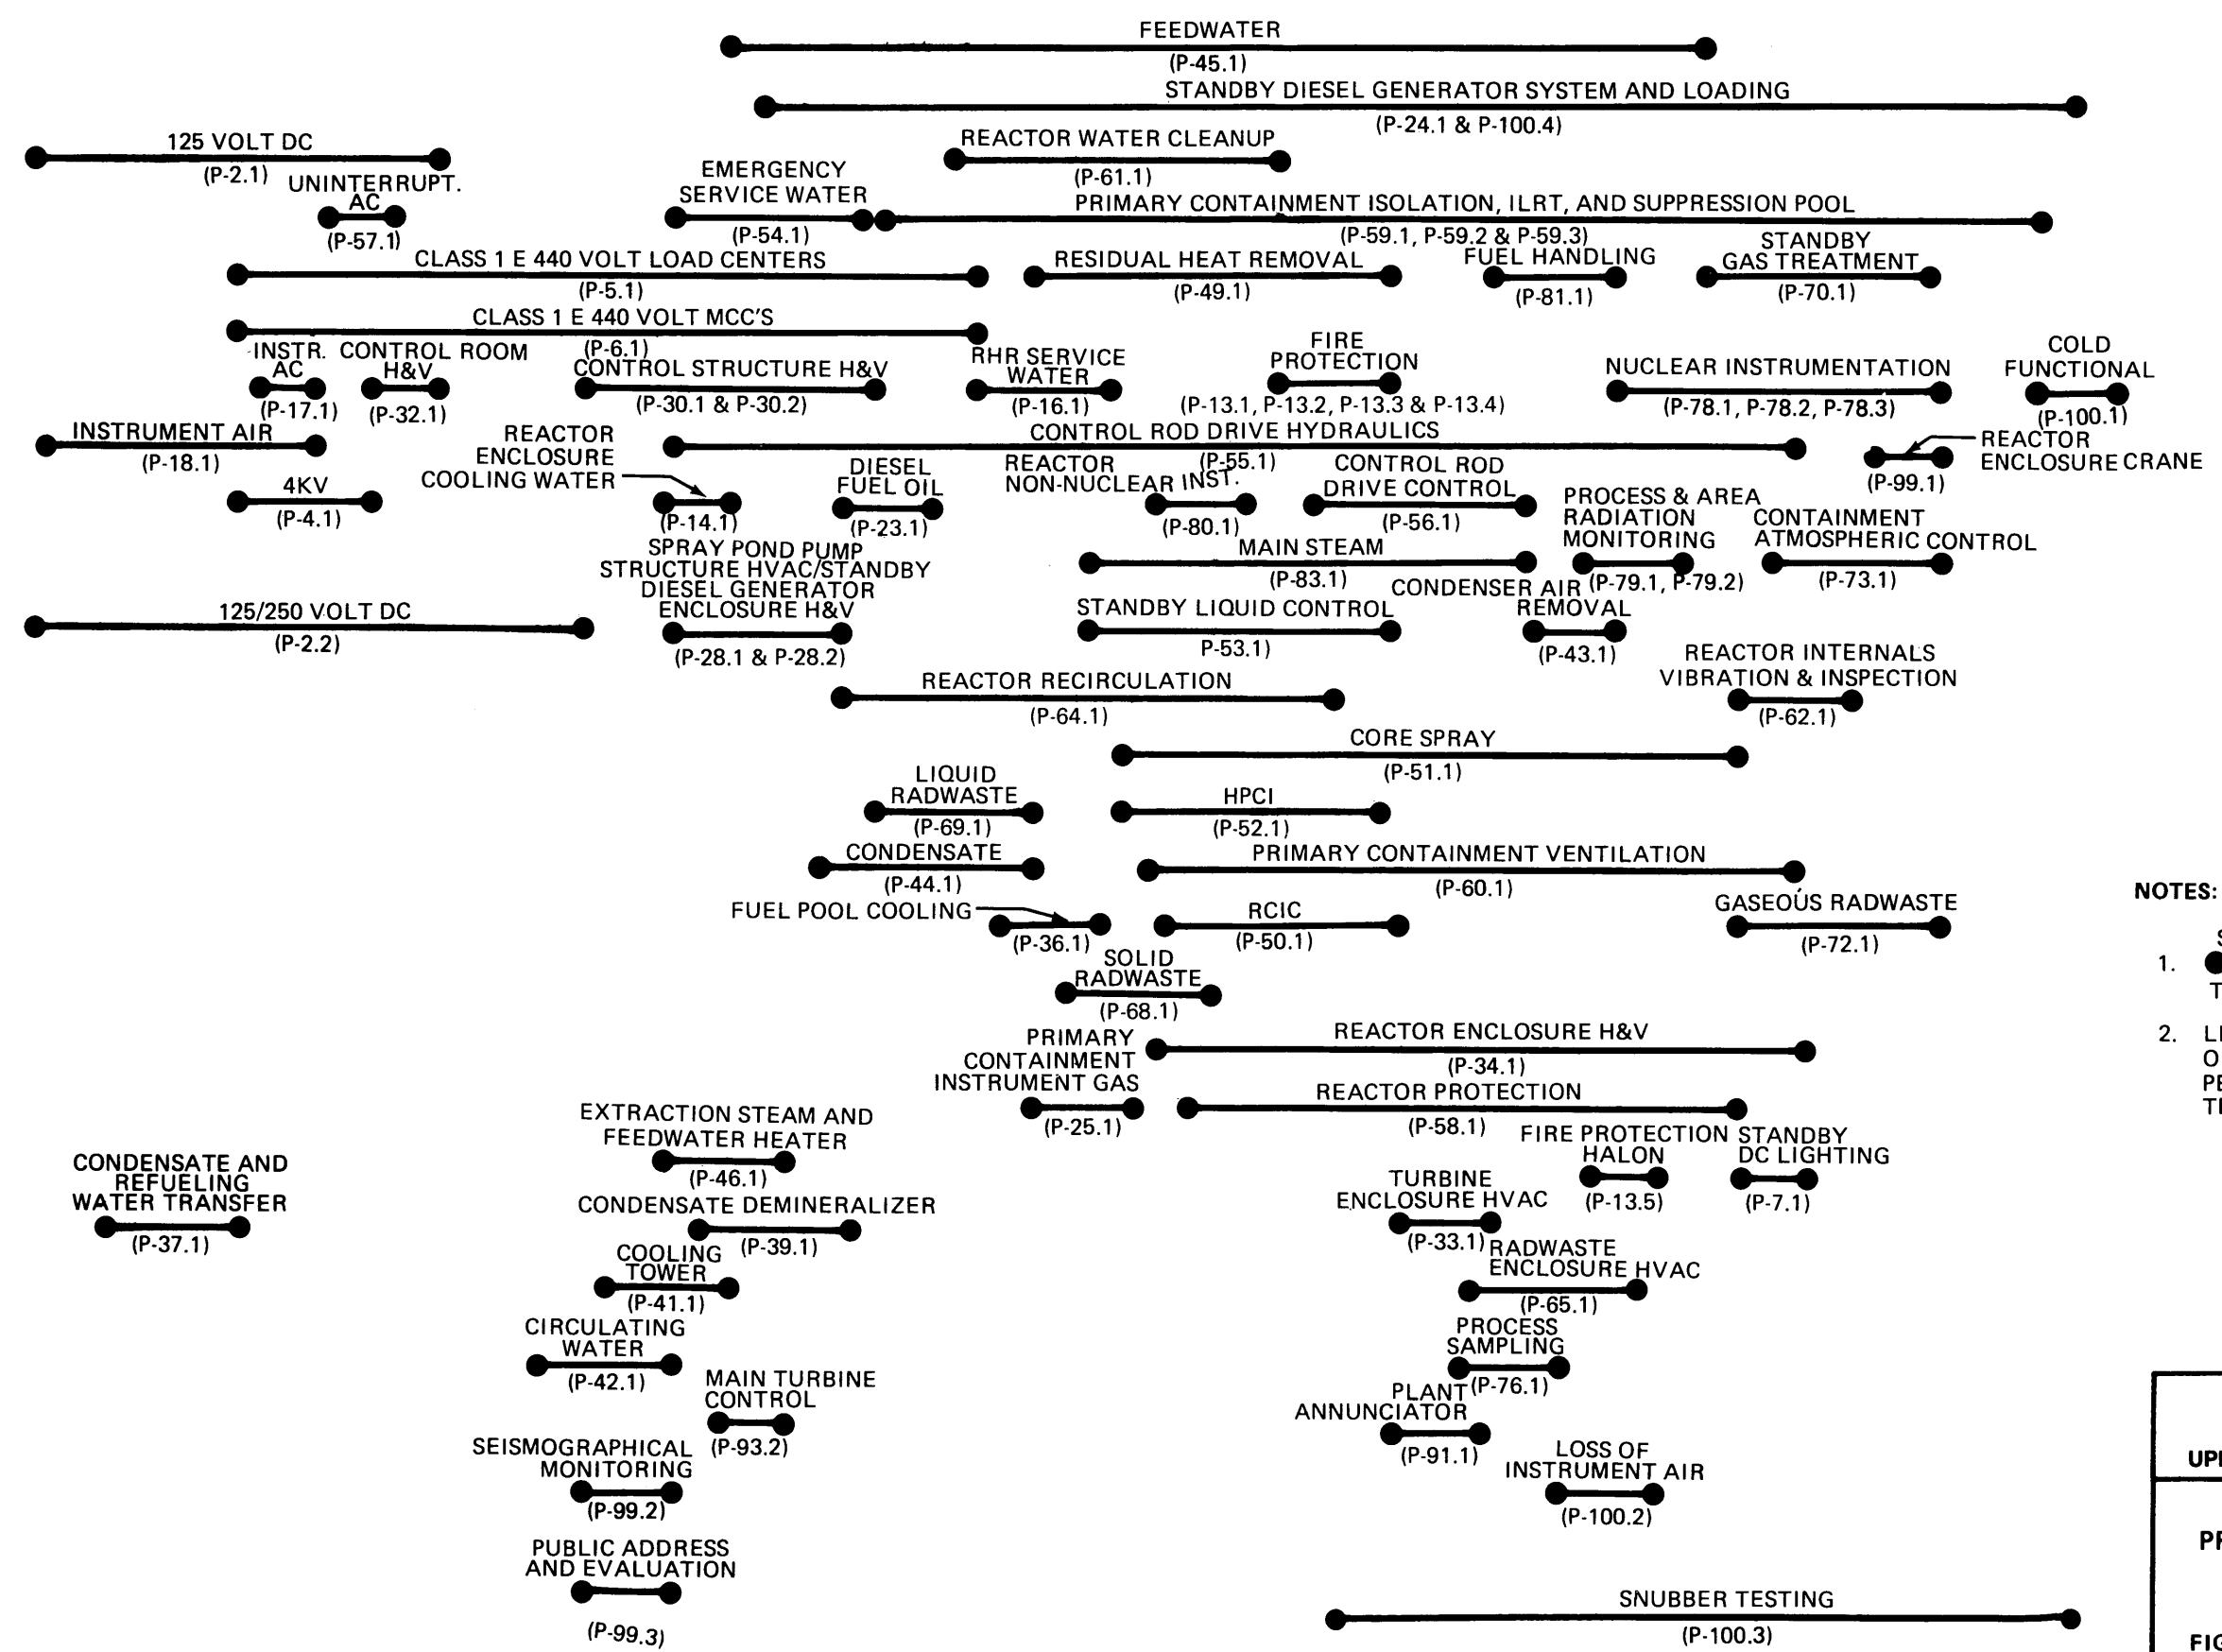 FEEDWATER
(P-45.1)
STANDBY DIESEL GENERATOR SYSTEM AND LOADING
(P-24.1 & P-100.4)
125 VOLT DC
(P-2.1)
REACTOR WATER CLEANUP
(P-61.1)
UNINTERRUPT.
AC
(P-57.1)
EMERGENCY
SERVICE WATER
(P-54.1)
PRIMARY CONTAINMENT ISOLATION, ILRT, AND SUPPRESSION POOL
(P-59.1, P-59.2 & P-59.3)
CLASS 1 E 440 VOLT LOAD CENTERS
(P-5.1)
RESIDUAL HEAT REMOVAL
(P-49.1)
FUEL HANDLING
(P-81.1)
STANDBY
GAS TREATMENT
(P-70.1)
CLASS 1 E 440 VOLT MCC'S
(P-6.1)
INSTR.
AC
(P-17.1)
CONTROL ROOM
H&V
(P-32.1)
CONTROL STRUCTURE H&V
(P-30.1 & P-30.2)
RHR SERVICE
WATER
(P-16.1)
FIRE
PROTECTION
(P-13.1, P-13.2, P-13.3 & P-13.4)
NUCLEAR INSTRUMENTATION
(P-78.1, P-78.2, P-78.3)
COLD
FUNCTIONAL
(P-100.1)
INSTRUMENT AIR
(P-18.1)
REACTOR
ENCLOSURE
COOLING WATER
(P-14.1)
CONTROL ROD DRIVE HYDRAULICS
(P-55.1)
REACTOR
ENCLOSURE CRANE
(P-99.1)
4KV
(P-4.1)
DIESEL
FUEL OIL
(P-23.1)
REACTOR
NON-NUCLEAR INST.
(P-80.1)
CONTROL ROD
DRIVE CONTROL
(P-56.1)
PROCESS & AREA
RADIATION
MONITORING
(P-79.1, P-79.2)
CONTAINMENT
ATMOSPHERIC CONTROL
(P-73.1)
SPRAY POND PUMP
STRUCTURE HVAC/STANDBY
DIESEL GENERATOR
ENCLOSURE H&V
(P-28.1 & P-28.2)
MAIN STEAM
(P-83.1)
125/250 VOLT DC
(P-2.2)
STANDBY LIQUID CONTROL
P-53.1)
CONDENSER AIR
REMOVAL
(P-43.1)
REACTOR INTERNALS
VIBRATION & INSPECTION
(P-62.1)
REACTOR RECIRCULATION
(P-64.1)
CORE SPRAY
(P-51.1)
LIQUID
RADWASTE
(P-69.1)
HPCI
(P-52.1)
CONDENSATE
(P-44.1)
PRIMARY CONTAINMENT VENTILATION
(P-60.1)
FUEL POOL COOLING
(P-36.1)
RCIC
(P-50.1)
GASEOUS RADWASTE
(P-72.1)
SOLID
RADWASTE
(P-68.1)
PRIMARY
CONTAINMENT
INSTRUMENT GAS
(P-25.1)
REACTOR ENCLOSURE H&V
(P-34.1)
REACTOR PROTECTION
(P-58.1)
EXTRACTION STEAM AND
FEEDWATER HEATER
(P-46.1)
FIRE PROTECTION
HALON
(P-13.5)
STANDBY
DC LIGHTING
(P-7.1)
CONDENSATE AND
REFUELING
WATER TRANSFER
(P-37.1)
CONDENSATE DEMINERALIZER
(P-39.1)
TURBINE
ENCLOSURE HVAC
(P-33.1)
COOLING
TOWER
(P-41.1)
RADWASTE
ENCLOSURE HVAC
(P-65.1)
CIRCULATING
WATER
(P-42.1)
PROCESS
SAMPLING
(P-76.1)
MAIN TURBINE
CONTROL
(P-93.2)
PLANT
ANNUNCIATOR
(P-91.1)
SEISMOGRAPHICAL
MONITORING
(P-99.2)
LOSS OF
INSTRUMENT AIR
(P-100.2)
PUBLIC ADDRESS
AND EVALUATION
(P-99.3)
SNUBBER TESTING
(P-100.3)
NOTES:
1.
2.